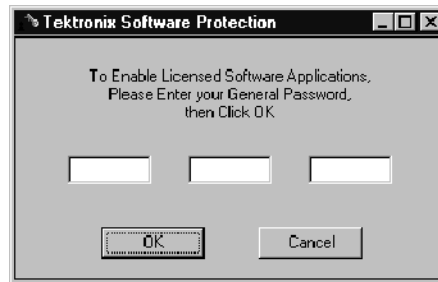 Tektronix Software Protection
To Enable Licensed Software Applications,
Please Enter your General Password,
then Click OK
OK
Cancel